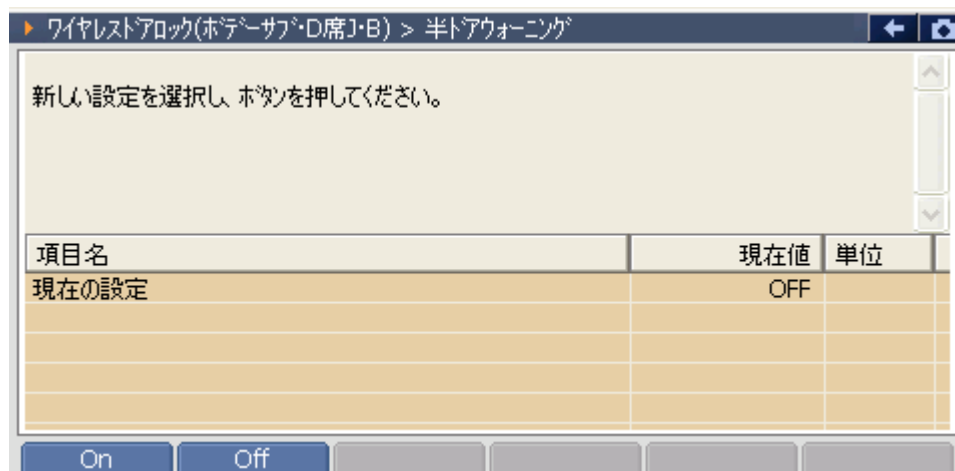 ﾜｲﾔﾚｽﾄﾞｱﾛｯｸ(ﾎﾞﾃﾞｰｻﾌﾞ･D席J･B) > 半ﾄﾞｱｳｫｰﾆﾝｸﾞ
新しい設定を選択し、ﾎﾞﾀﾝを押してください。
項目名 現在値 単位
現在の設定 OFF
On Off